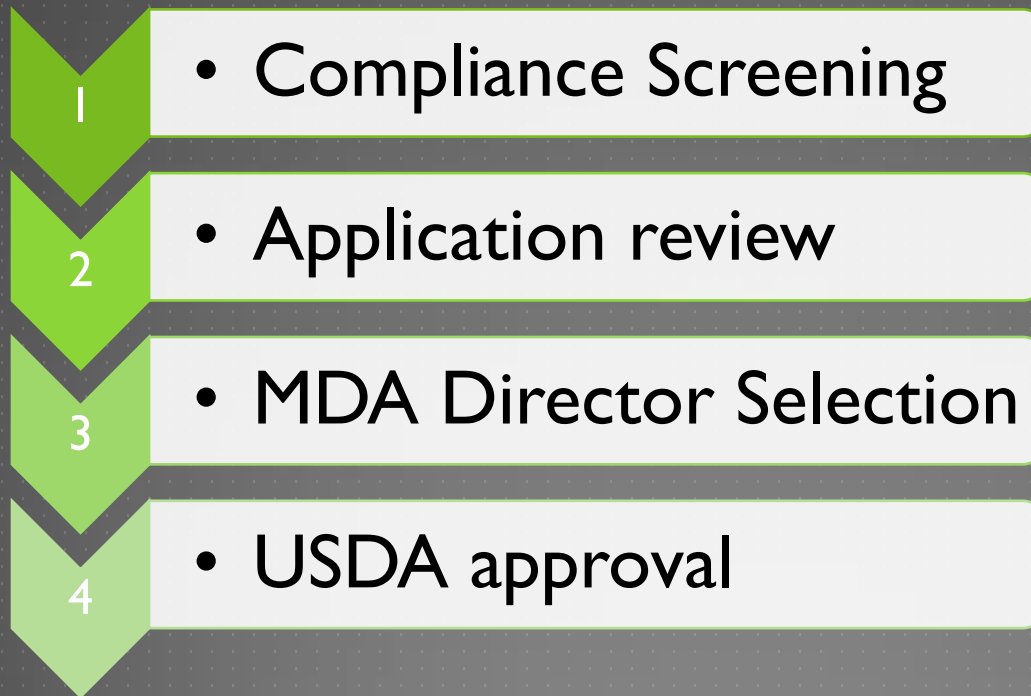 1 • Compliance Screening
2 • Application review
3 • MDA Director Selection
4 • USDA approval